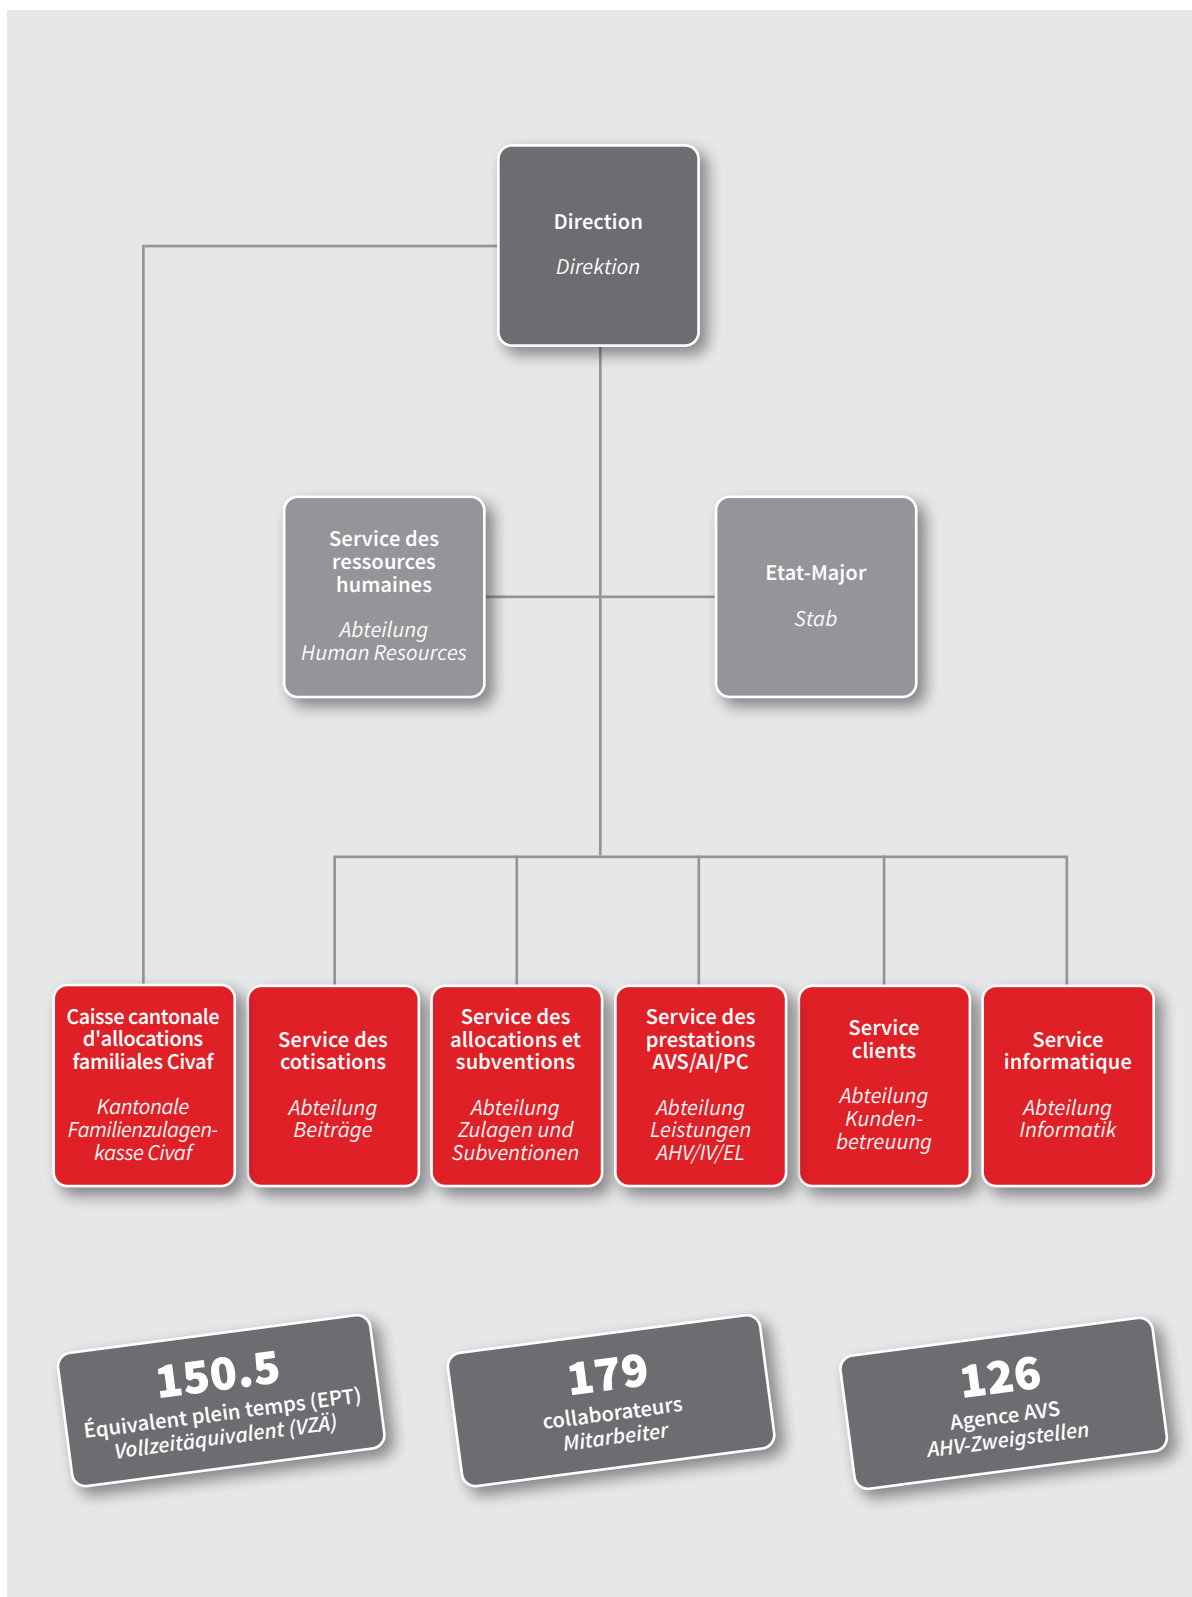 Direction
Direktion
Service des
ressources
humaines
Abteilung
Human Resources
Etat-Major
Stab
Caisse cantonale
d'allocations
familiales Civaf
Kantonale
Familienzulagen-
kasse Civaf
Service des
cotisations
Abteilung
Beiträge
Service des
allocations et
subventions
Abteilung
Zulagen und
Subventionen
Service des
prestations
AVS/AI/PC
Abteilung
Leistungen
AHV/IV/EL
Service
clients
Abteilung
Kunden-
betreuung
Service
informatique
Abteilung
Informatik
150.5
Équivalent plein temps (EPT)
Vollzeitäquivalent (VZÄ)
179
collaborateurs
Mitarbeiter
126
Agence AVS
AHV-Zweigstellen